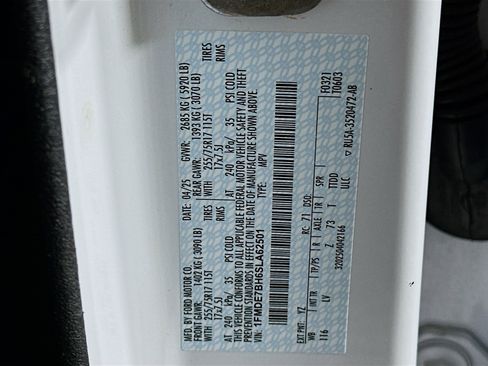 MFD. BY FORD MOTOR CO.
04/25 GVWR: 2685 KG ( 5920 LB)
FRONT GAWR: 1402 KG ( 3090 LB) REAR GAWR: 1393 KG ( 3070 LB)
WITH 255/75R17 115T TIRES WITH 255/75R17 115T TIRES
17x7.5J RIMS 17x7.5J RIMS
AT 240 kPa/ 35 PSI COLD AT 240 kPa/ 35 PSI COLD
THIS VEHICLE CONFORMS TO ALL APPLICABLE FEDERAL MOTOR VEHICLE SAFETY AND THEFT
PREVENTION STANDARDS IN EFFECT ON THE DATE OF MANUFACTURE SHOWN ABOVE.
VIN: 1FMDE7BH6SLA62501
TYPE: MPV
F0321
T0603
EXT PNT: YZ RC: 71 DSO:
WB INT TR TP/PS R AXLE TR SPR
116 LV Z 73 T TTDD
ULC
320250404Q2166
▽ RU5A-3520472-AB